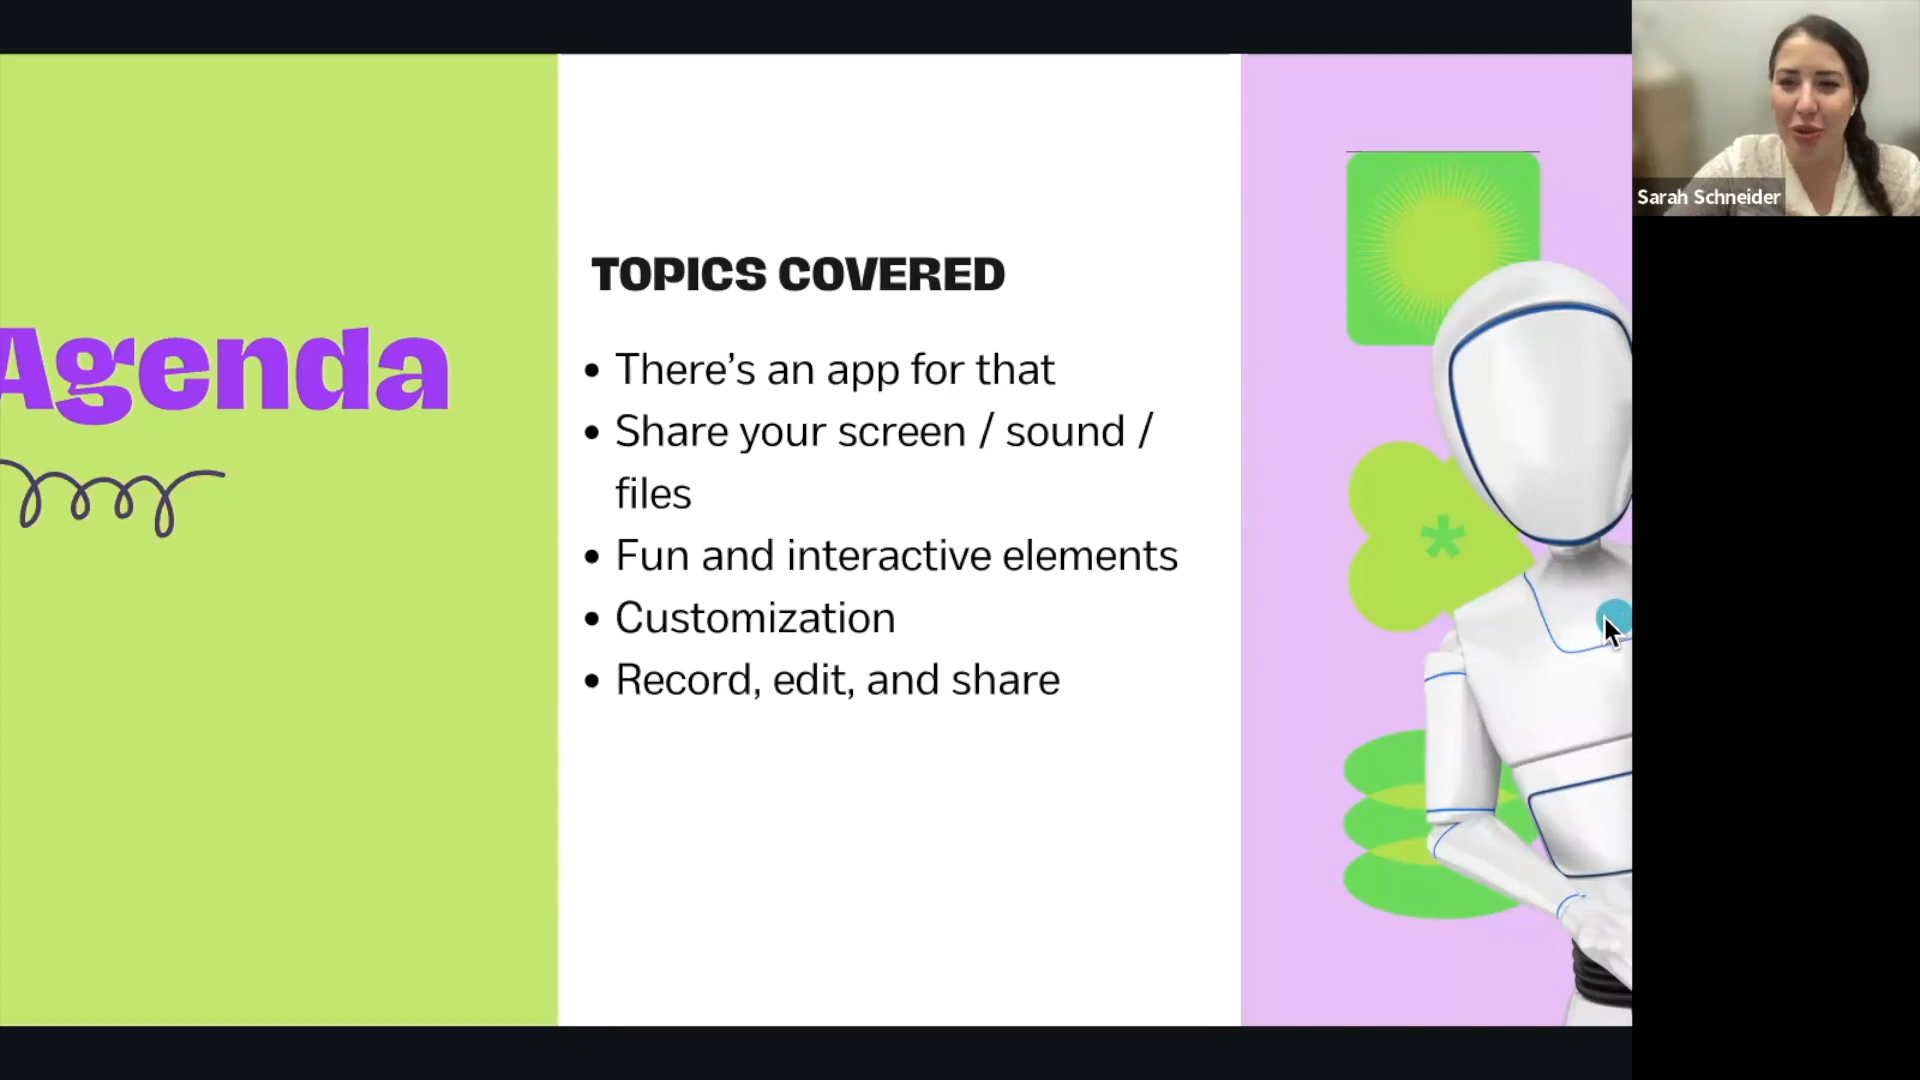 Agenda
TOPICS COVERED
• There’s an app for that
• Share your screen / sound /
files
• Fun and interactive elements
• Customization
• Record, edit, and share
*
Sarah Schneider